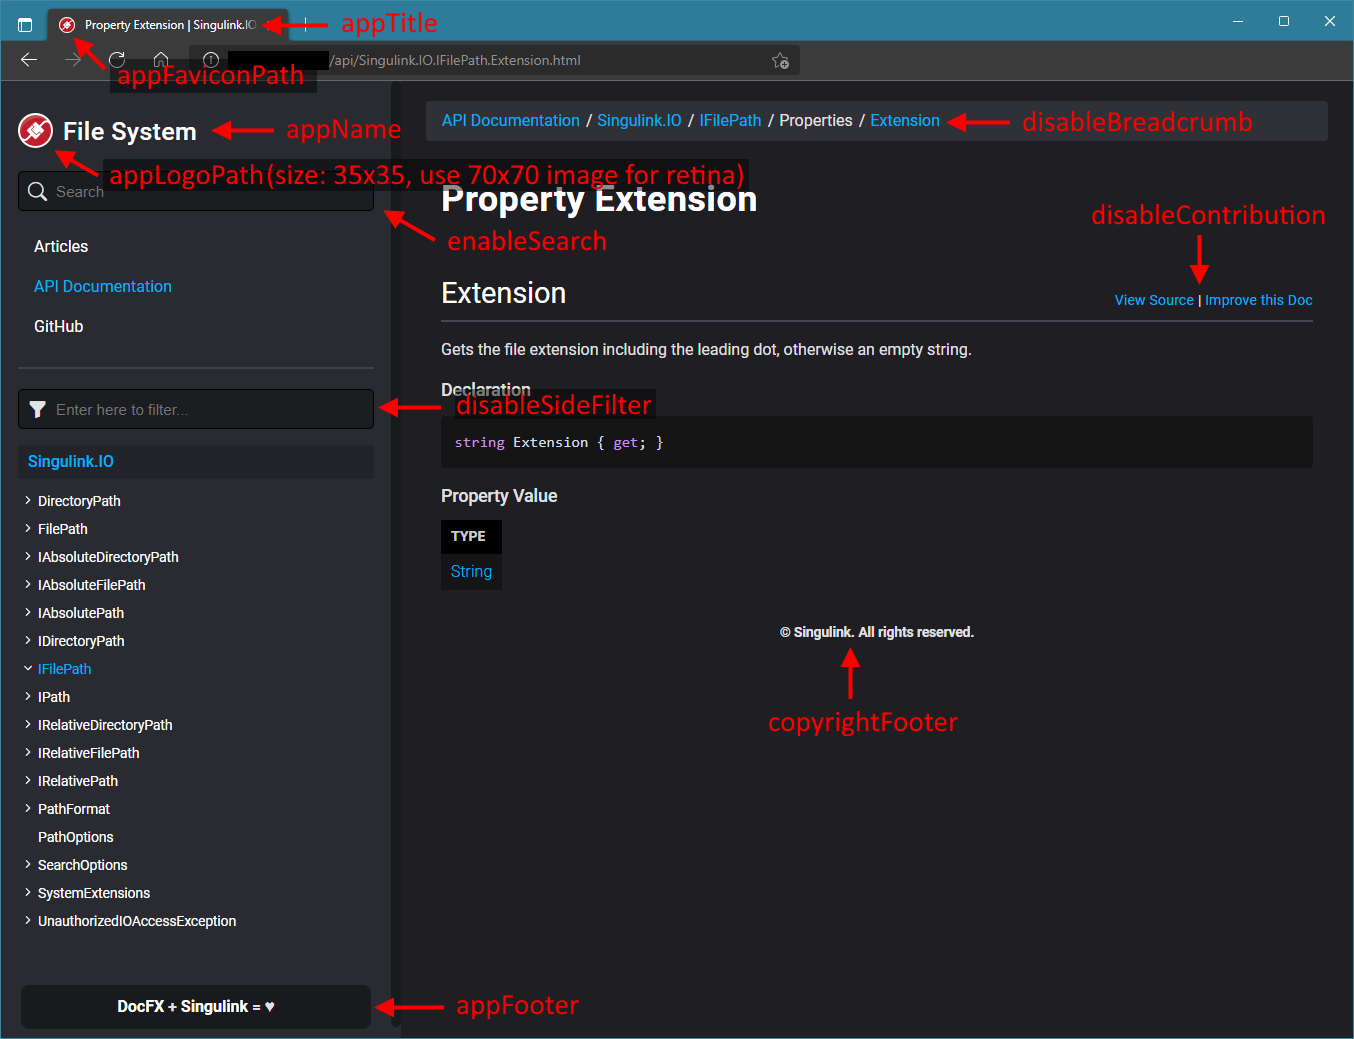 Property Extension | Singulink.IO
appTitle
/api/Singulink.IO.IFilePath.Extension.html
appFaviconPath
File System
appName
API Documentation / Singulink.IO / IFilePath / Properties / Extension
disableBreadcrumb
appLogoPath (size: 35x35, use 70x70 image for retina)
Search
Property Extension
disableContribution
enableSearch
Articles
API Documentation
GitHub
Extension
View Source | Improve this Doc
Gets the file extension including the leading dot, otherwise an empty string.
Declaration
Enter here to filter...
disableSideFilter
string Extension { get; }
Singulink.IO
Property Value
DirectoryPath
FilePath
IAbsoluteDirectoryPath
IAbsoluteFilePath
IAbsolutePath
IDirectoryPath
IFilePath
IPath
IRelativeDirectoryPath
IRelativeFilePath
IRelativePath
PathFormat
PathOptions
SearchOptions
SystemExtensions
UnauthorizedIOAccessException
TYPE
String
© Singulink. All rights reserved.
copyrightFooter
DocFX + Singulink = ♥
appFooter